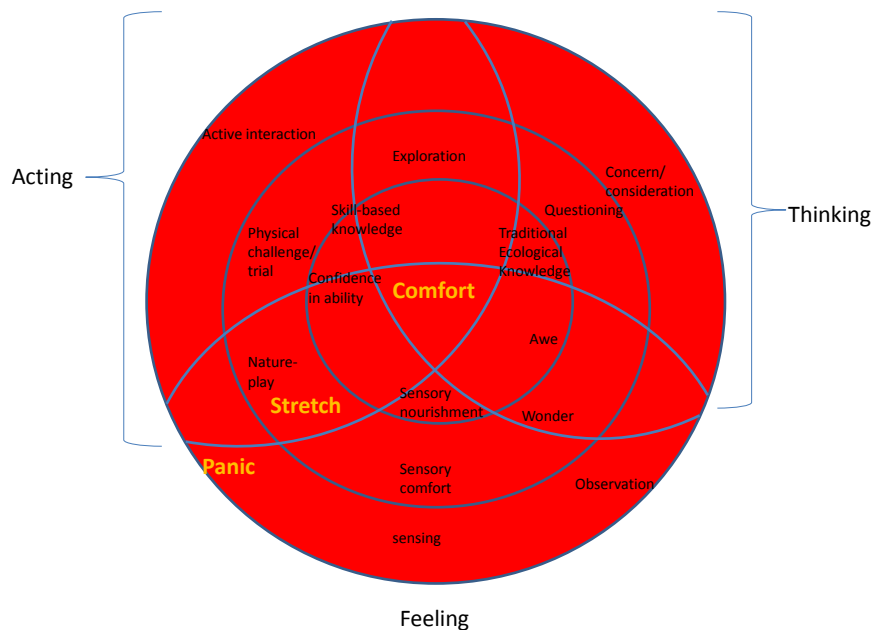 Active interaction
Exploration
Concern/
consideration
Acting
Skill-based
knowledge
Questioning
Thinking
Physical
challenge/
trial
Traditional
Ecological
Knowledge
Confidence
in ability
Comfort
Awe
Nature-
play
Stretch
Sensory
nourishment
Wonder
Panic
Sensory
comfort
Observation
sensing
Feeling